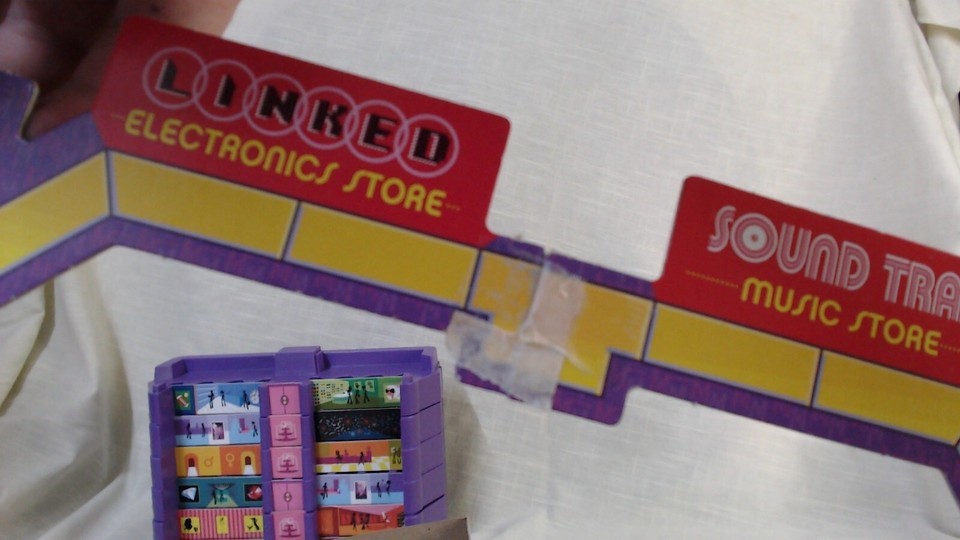 LINKED
ELECTRONICS STORE
SOUND TRA
MUSIC STORE